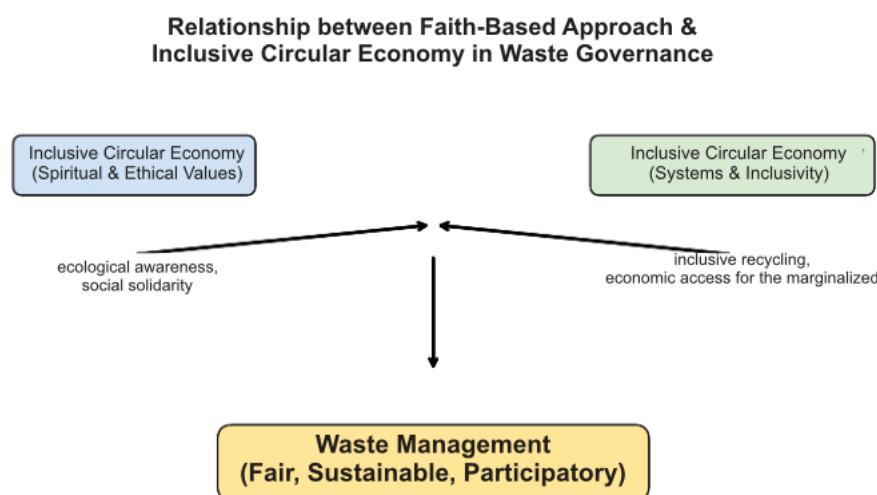 Relationship between Faith-Based Approach &
Inclusive Circular Economy in Waste Governance
Inclusive Circular Economy
(Spiritual & Ethical Values)
Inclusive Circular Economy
(Systems & Inclusivity)
ecological awareness,
social solidarity
inclusive recycling,
economic access for the marginalized
Waste Management
(Fair, Sustainable, Participatory)